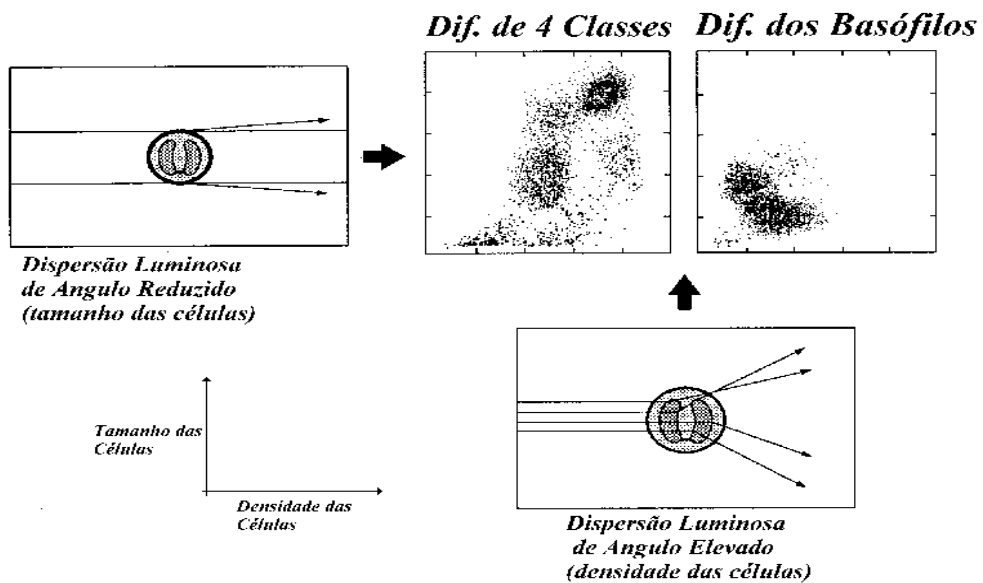 Dif. de 4 Classes
Dif. dos Basófilos
Dispersão Luminosa
de Angulo Reduzido
(tamanho das células)
Tamanho das
Células
Densidade das
Células
Dispersão Luminosa
de Angulo Elevado
(densidade das células)